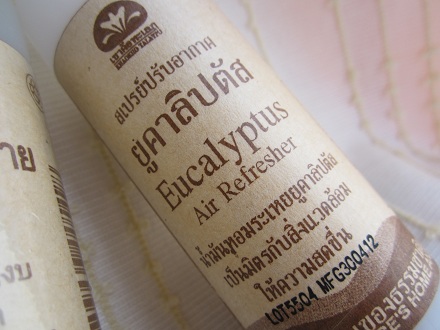 สเปรย์ปรับอากาศ
ยูคาลิปตัส
Eucalyptus
Air Refresher
น้ำมันหอมระเหยยูคาลิปตัส
เป็นมิตรกับสิ่งแวดล้อม
ให้ความสดชื่น
LOT5504 MFG300412